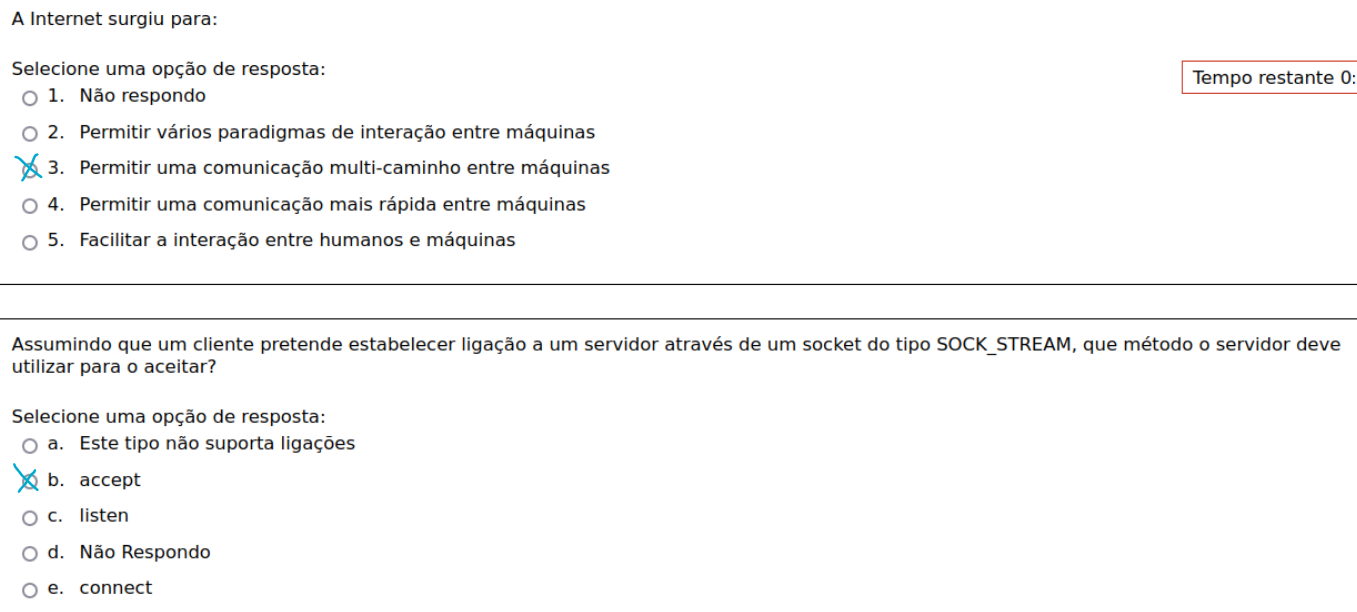 A Internet surgiu para:
Selecione uma opção de resposta:
Tempo restante 0:
1. Não respondo
2. Permitir vários paradigmas de interação entre máquinas
3. Permitir uma comunicação multi-caminho entre máquinas
4. Permitir uma comunicação mais rápida entre máquinas
5. Facilitar a interação entre humanos e máquinas
Assumindo que um cliente pretende estabelecer ligação a um servidor através de um socket do tipo SOCK_STREAM, que método o servidor deve
utilizar para o aceitar?
Selecione uma opção de resposta:
a. Este tipo não suporta ligações
b. accept
c. listen
d. Não Respondo
e. connect